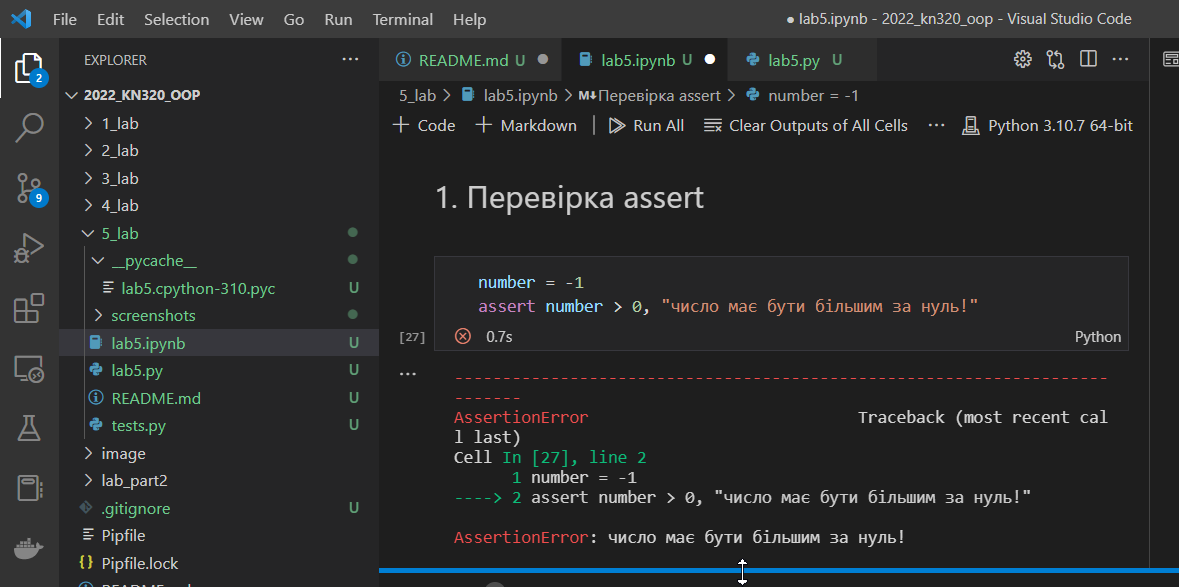 File Edit Selection View Go Run Terminal Help ● lab5.ipynb - 2022_kn320_oop - Visual Studio Code
EXPLORER ···
README.md U lab5.ipynb U lab5.py U ···
2
2022_KN320_OOP
5_lab > lab5.ipynb > M↓Перевірка assert > number = -1
1_lab
+ Code + Markdown | Run All Clear Outputs of All Cells ··· Python 3.10.7 64-bit
2_lab
3_lab
9
4_lab
1. Перевірка assert
5_lab
__pycache__
lab5.cpython-310.pyc U
number = -1
screenshots
assert number > 0, "число має бути більшим за нуль!"
lab5.ipynb U
[27] 0.7s Python
lab5.py U
···
---------------------------------------------------------------------------
README.md U
AssertionError Traceback (most recent cal
l last)
tests.py U
Cell In [27], line 2
image
1 number = -1
lab_part2
----> 2 assert number > 0, "число має бути більшим за нуль!"
.gitignore U
Pipfile
AssertionError: число має бути більшим за нуль!
{} Pipfile.lock
README.md